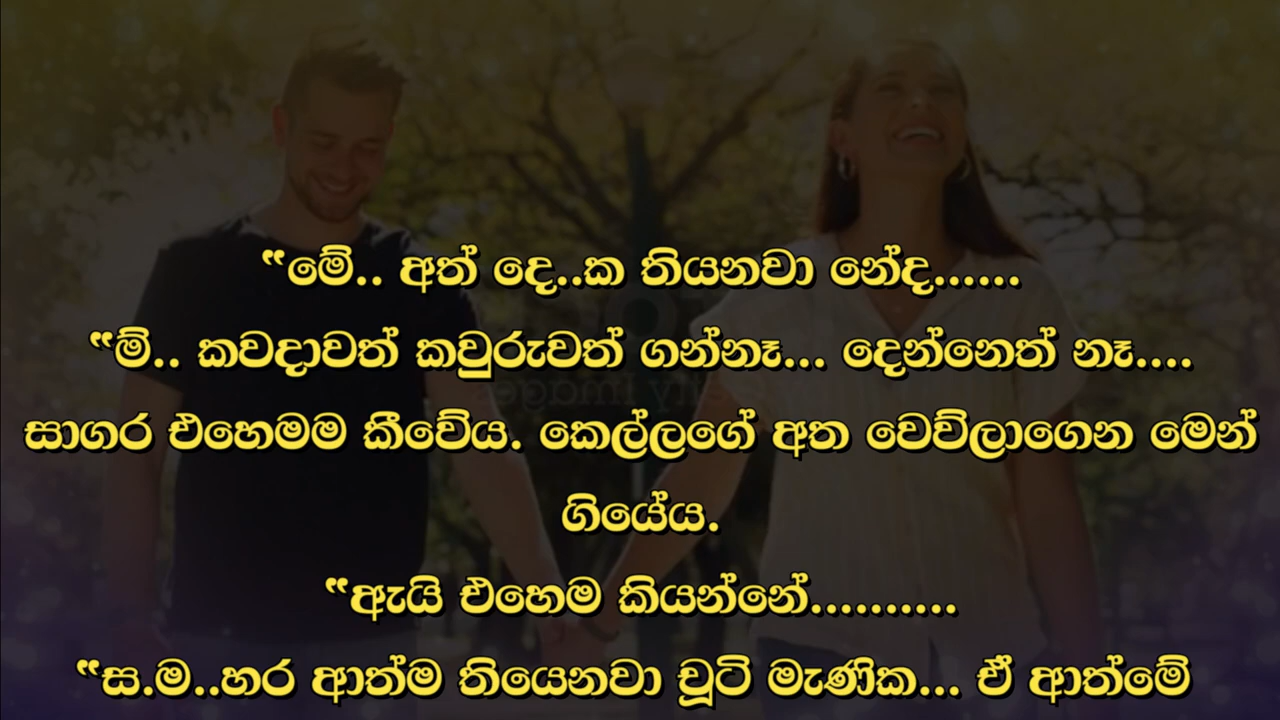 “මේ.. අත් දෙ..ක තියනවා නේද......
“ම්.. කවදාවත් කවුරුවත් ගන්නෑ... දෙන්නෙත් නෑ....
සාගර එහෙමම කීවේය. කෙල්ලගේ අත වෙව්ලාගෙන මෙන්
ගියේය.
“ඇයි එහෙම කියන්නේ..........
“ස.ම..හර ආත්ම තියෙනවා චූටි මැණික... ඒ ආත්මේ